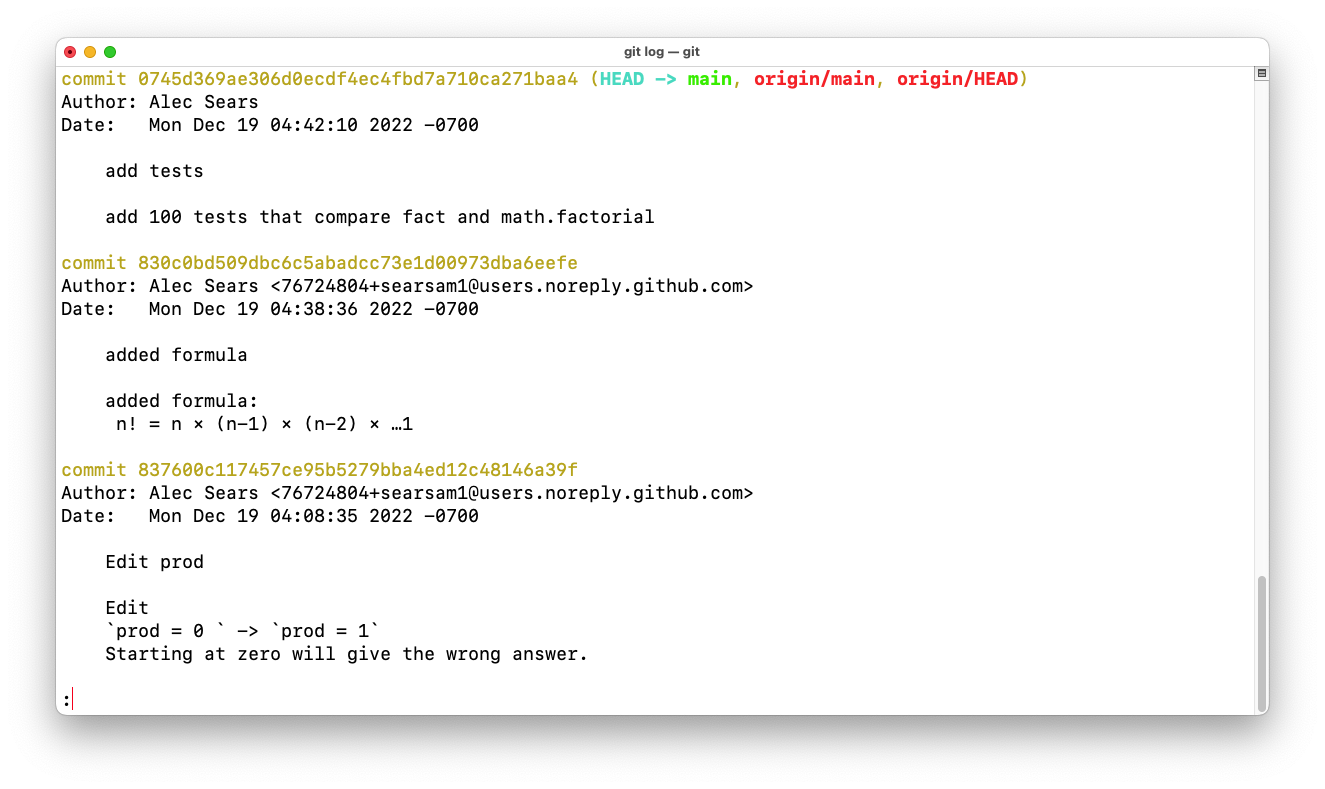 git log — git
commit 0745d369ae306d0ecdf4ec4fbd7a710ca271baa4 (HEAD -> main, origin/main, origin/HEAD)
Author: Alec Sears
Date:   Mon Dec 19 04:42:10 2022 -0700
add tests
add 100 tests that compare fact and math.factorial
commit 830c0bd509dbc6c5abadcc73e1d00973dba6eefe
Author: Alec Sears <76724804+searsam1@users.noreply.github.com>
Date:   Mon Dec 19 04:38:36 2022 -0700
added formula
added formula:
n! = n × (n-1) × (n-2) × …1
commit 837600c117457ce95b5279bba4ed12c48146a39f
Author: Alec Sears <76724804+searsam1@users.noreply.github.com>
Date:   Mon Dec 19 04:08:35 2022 -0700
Edit prod
Edit
`prod = 0 ` -> `prod = 1`
Starting at zero will give the wrong answer.
: